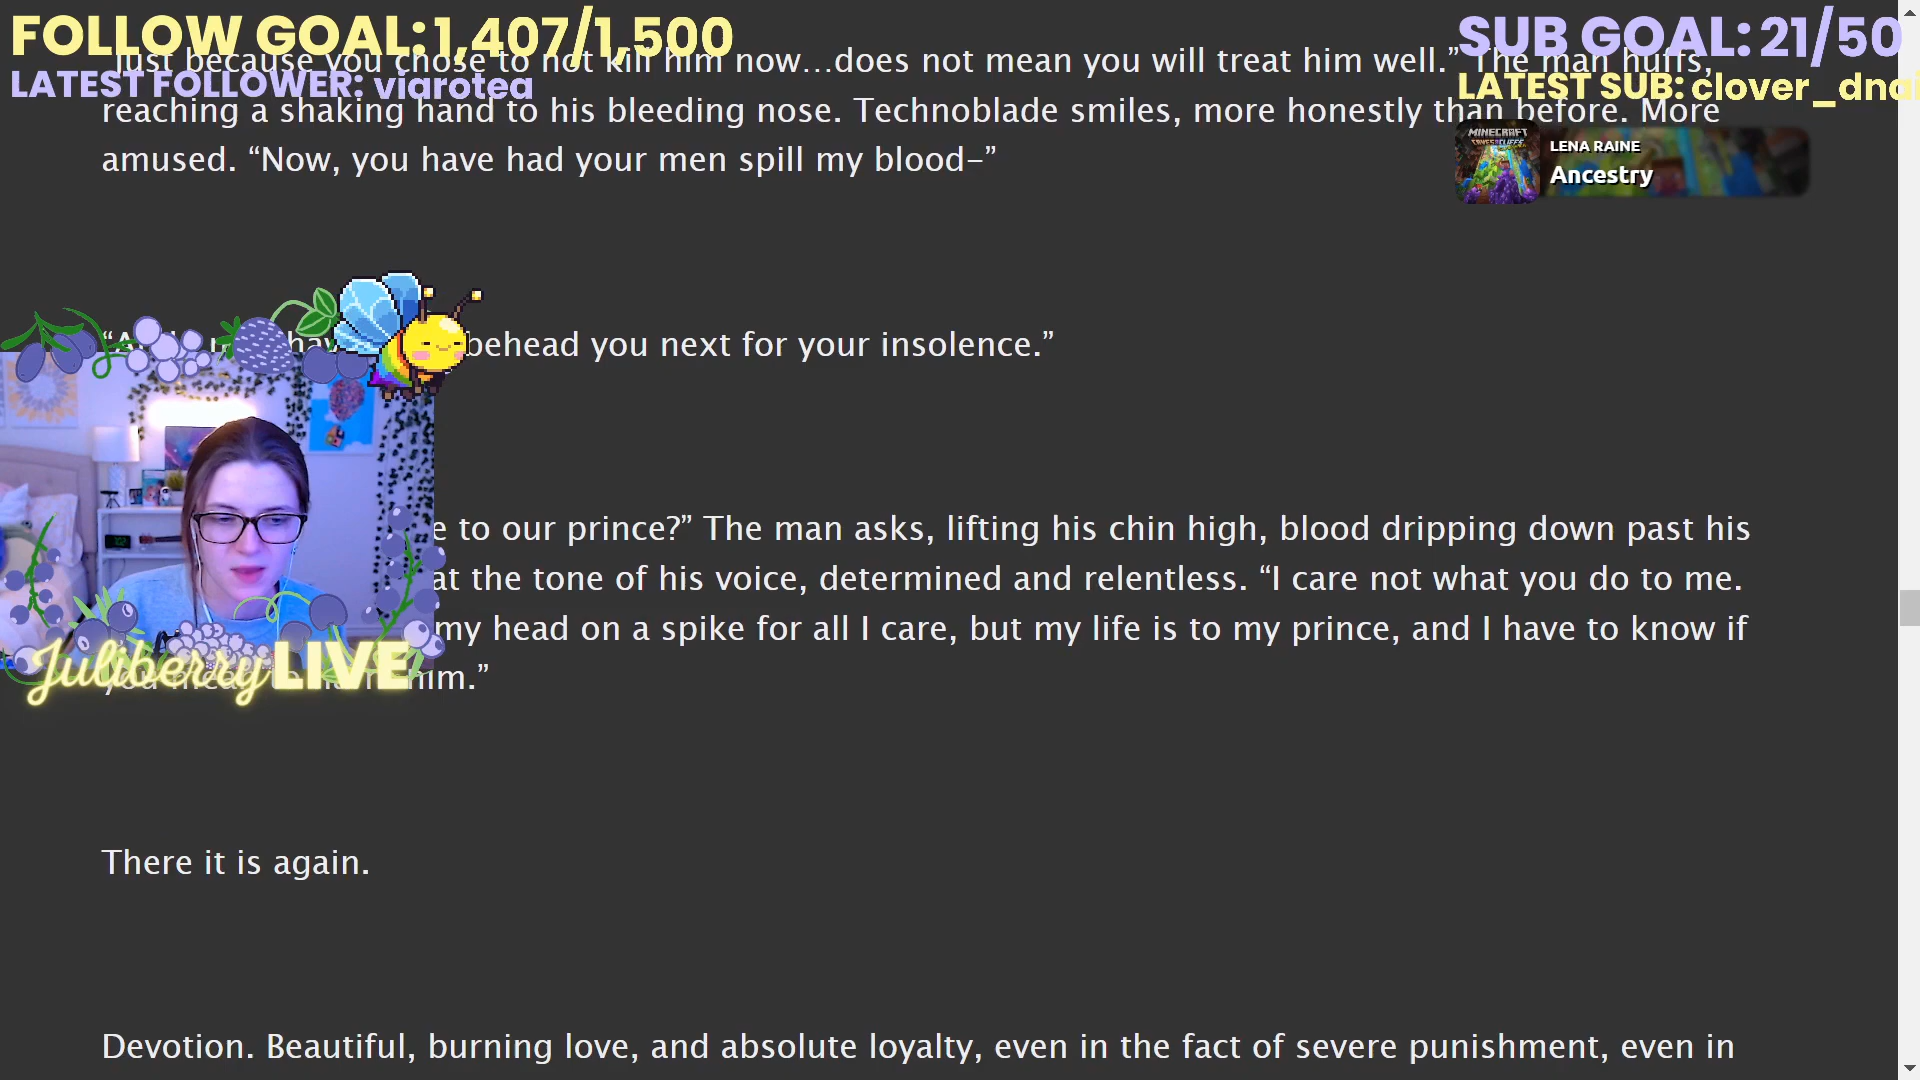 FOLLOW GOAL: 1,407/1,500
LATEST FOLLOWER: viarotea
SUB GOAL: 21/50
LATEST SUB: clover_dnai
LENA RAINE
Ancestry
MINECRAFT
Just because you chose to not kill him now…does not mean you will treat him well.” The man huffs,
reaching a shaking hand to his bleeding nose. Technoblade smiles, more honestly than before. More
amused. “Now, you have had your men spill my blood–”
behead you next for your insolence.”
e to our prince?” The man asks, lifting his chin high, blood dripping down past his
at the tone of his voice, determined and relentless. “I care not what you do to me.
my head on a spike for all I care, but my life is to my prince, and I have to know if
you him.”
Juliberry LIVE
There it is again.
Devotion. Beautiful, burning love, and absolute loyalty, even in the fact of severe punishment, even in